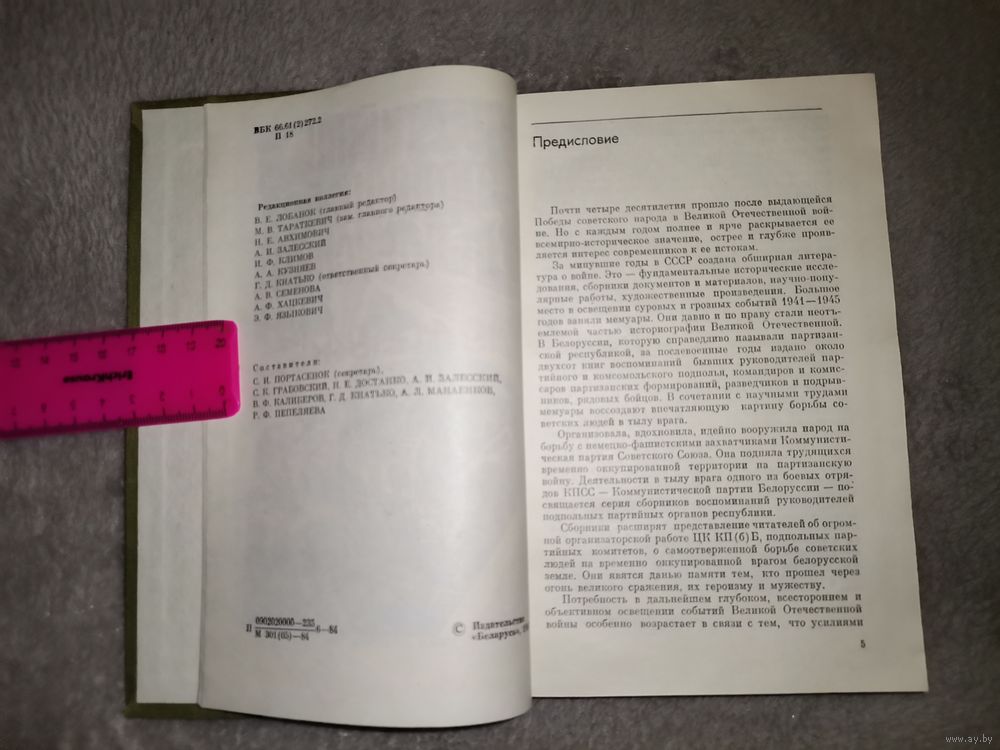 ББК 66.61(2)272.2
П 18
Редакционная коллегия:
В. Е. ЛОБАНОК (главный редактор)
М. В. ТАРАТКЕВИЧ (зам. главного редактора)
Н. Е. АВХИМОВИЧ
А. И. ЗАЛЕССКИЙ
И. Ф. КЛИМОВ
А. А. КУЗНЯЕВ
Г. Д. КНАТЬКО (ответственный секретарь)
А. В. СЕМЕНОВА
А. Ф. ХАЦКЕВИЧ
Э. Ф. ЯЗЫКОВИЧ
Составители:
С. И. ПОРТАСЕНОК (секретарь),
С. К. ГРАБОВСКИЙ, Н. Е. ДОСТАНКО, А. И. ЗАЛЕССКИЙ,
В. Ф. КАЛИБЕРОВ, Г. Д. КНАТЬКО, А. Л. МАНАЕНКОВ,
Р. Ф. ПЕПЕЛЯЕВА
П 0902020000—235
М 301(05)—84 6—84
© Издательство
«Беларусь»,
Предисловие
Почти четыре десятилетия прошло после выдающейся
Победы советского народа в Великой Отечественной вой-
не. Но с каждым годом полнее и ярче раскрывается ее
всемирно-историческое значение, острее и глубже прояв-
ляется интерес современников к ее истокам.
За минувшие годы в СССР создана обширная литера-
тура о войне. Это — фундаментальные исторические иссле-
дования, сборники документов и материалов, научно-попу-
лярные работы, художественные произведения. Большое
место в освещении суровых и грозных событий 1941—1945
годов заняли мемуары. Они давно и по праву стали неотъ-
емлемой частью историографии Великой Отечественной.
В Белоруссии, которую справедливо называли партизан-
ской республикой, за послевоенные годы издано около
двухсот книг воспоминаний бывших руководителей пар-
тийного и комсомольского подполья, командиров и комис-
саров партизанских формирований, разведчиков и подрыв-
ников, рядовых бойцов. В сочетании с научными трудами
мемуары воссоздают впечатляющую картину борьбы со-
ветских людей в тылу врага.
Организовала, вдохновила, идейно вооружила народ на
борьбу с немецко-фашистскими захватчиками Коммунисти-
ческая партия Советского Союза. Она подняла трудящихся
временно оккупированной территории на партизанскую
войну. Деятельности в тылу врага одного из боевых отря-
дов КПСС — Коммунистической партии Белоруссии — по-
свящается серия сборников воспоминаний руководителей
подпольных партийных органов республики.
Сборники расширят представление читателей об огром-
ной организаторской работе ЦК КП(б)Б, подпольных пар-
тийных комитетов, о самоотверженной борьбе советских
людей на временно оккупированной врагом белорусской
земле. Они явятся данью памяти тем, кто прошел через
огонь великого сражения, их героизму и мужеству.
Потребность в дальнейшем глубоком, всестороннем и
объективном освещении событий Великой Отечественной
войны особенно возрастает в связи с тем, что усилиями
5
ErichKrause
www.ay.by